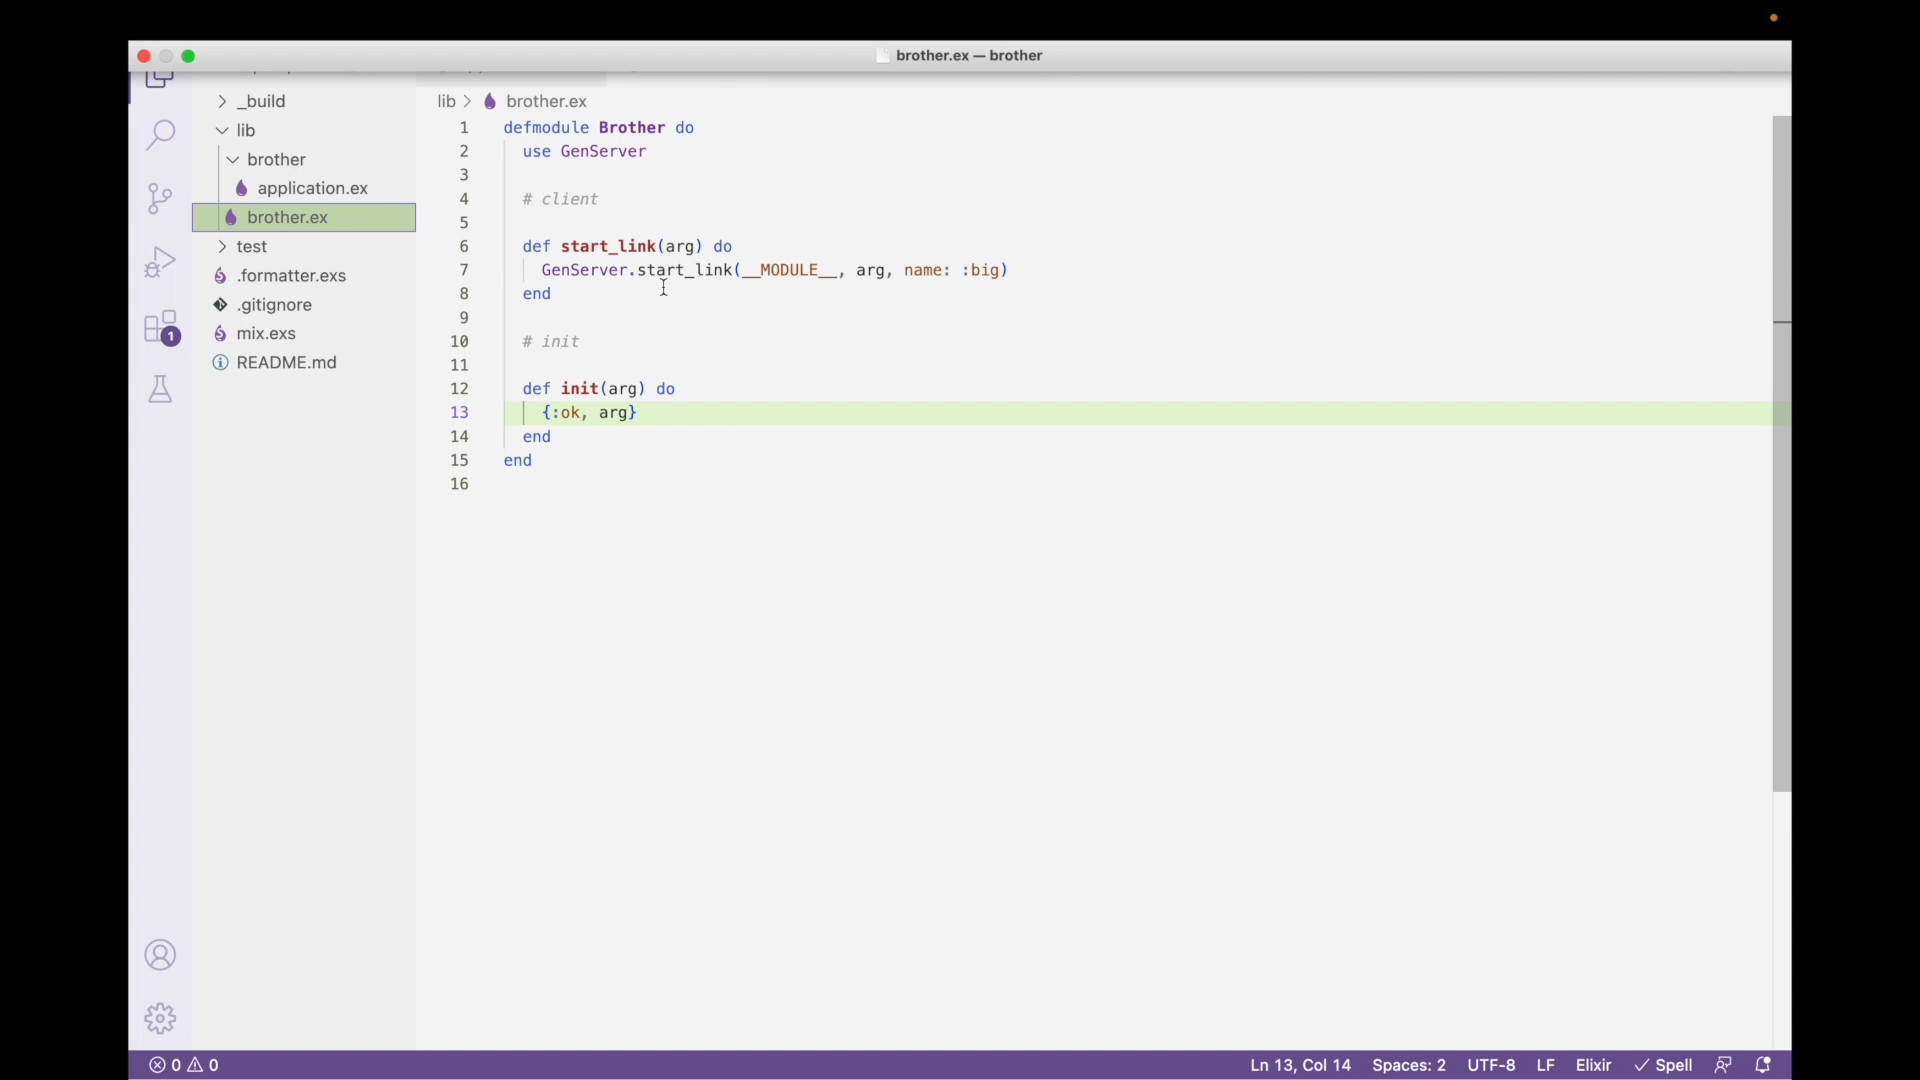 brother.ex — brother
_build
lib
brother
application.ex
brother.ex
test
.formatter.exs
.gitignore
mix.exs
README.md
1
lib > brother.ex
1 defmodule Brother do
2 use GenServer
3
4 # client
5
6 def start_link(arg) do
7 GenServer.start_link(__MODULE__, arg, name: :big)
8 end
9
10 # init
11
12 def init(arg) do
13 {:ok, arg}
14 end
15 end
16
0 0 Ln 13, Col 14 Spaces: 2 UTF-8 LF Elixir Spell